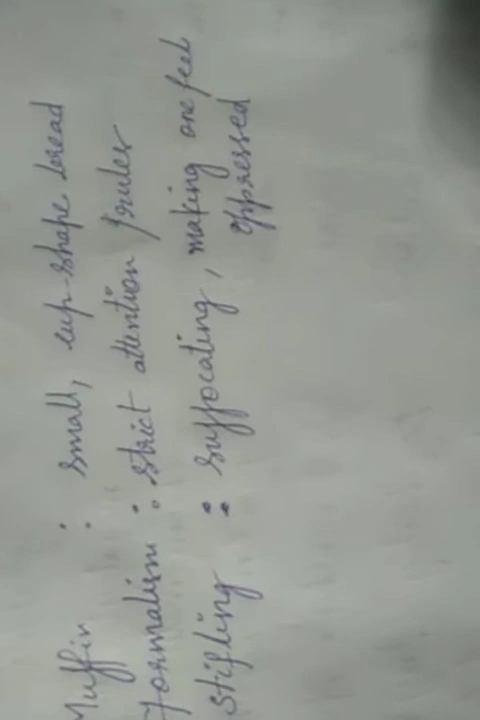 Muffin : small, cup-shape bread
Formalism : strict attention / rules
stifling : suffocating, making one feel
oppressed